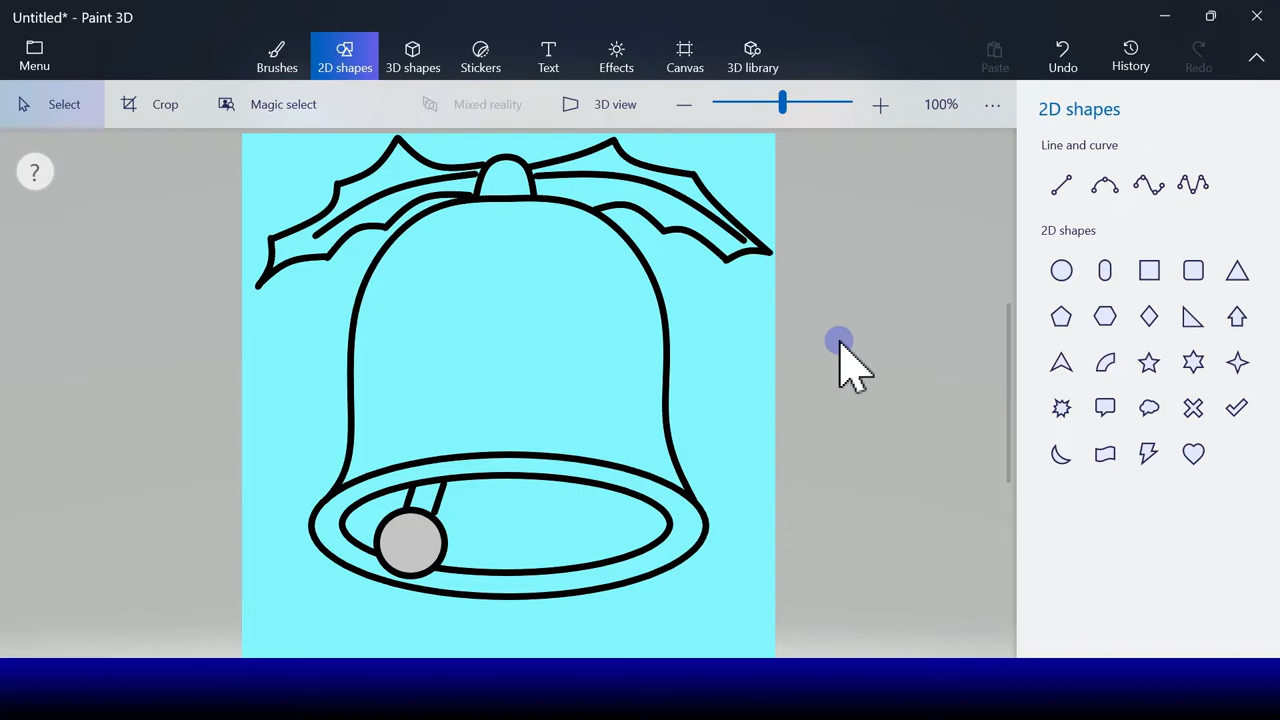 Untitled* - Paint 3D
Menu
Brushes
2D shapes
3D shapes
Stickers
Text
Effects
Canvas
3D library
Paste
Undo
History
Redo
Select
Crop
Magic select
Mixed reality
3D view
100%
?
2D shapes
Line and curve
2D shapes